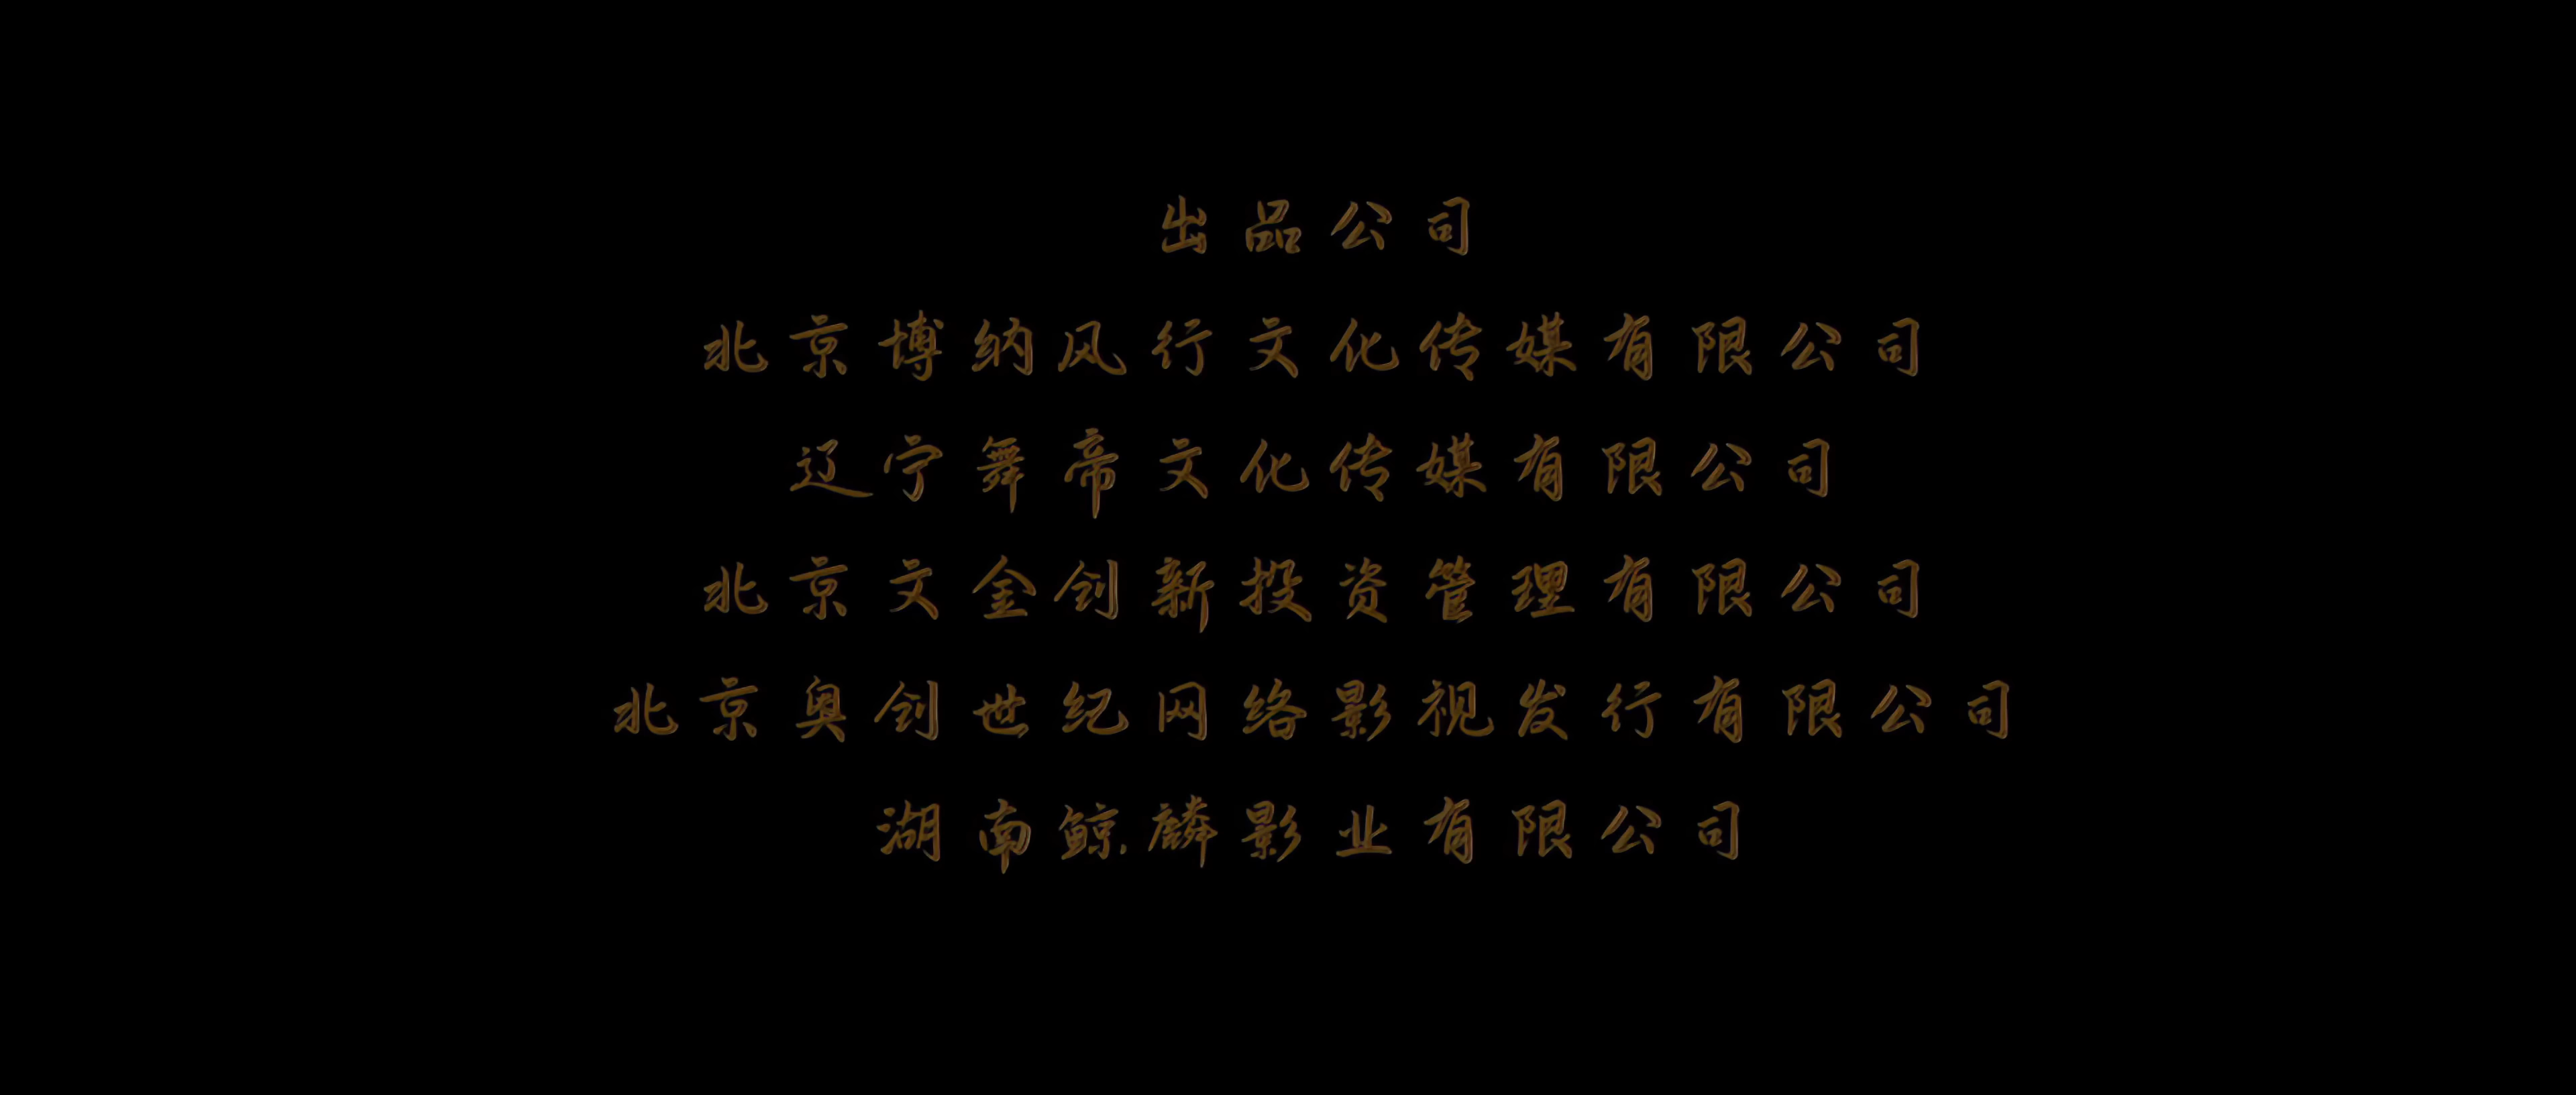 出品公司
北京博纳风行文化传媒有限公司
辽宁舞帝文化传媒有限公司
北京文金创新投资管理有限公司
北京奥创世纪网络影视发行有限公司
湖南鲸麟影业有限公司